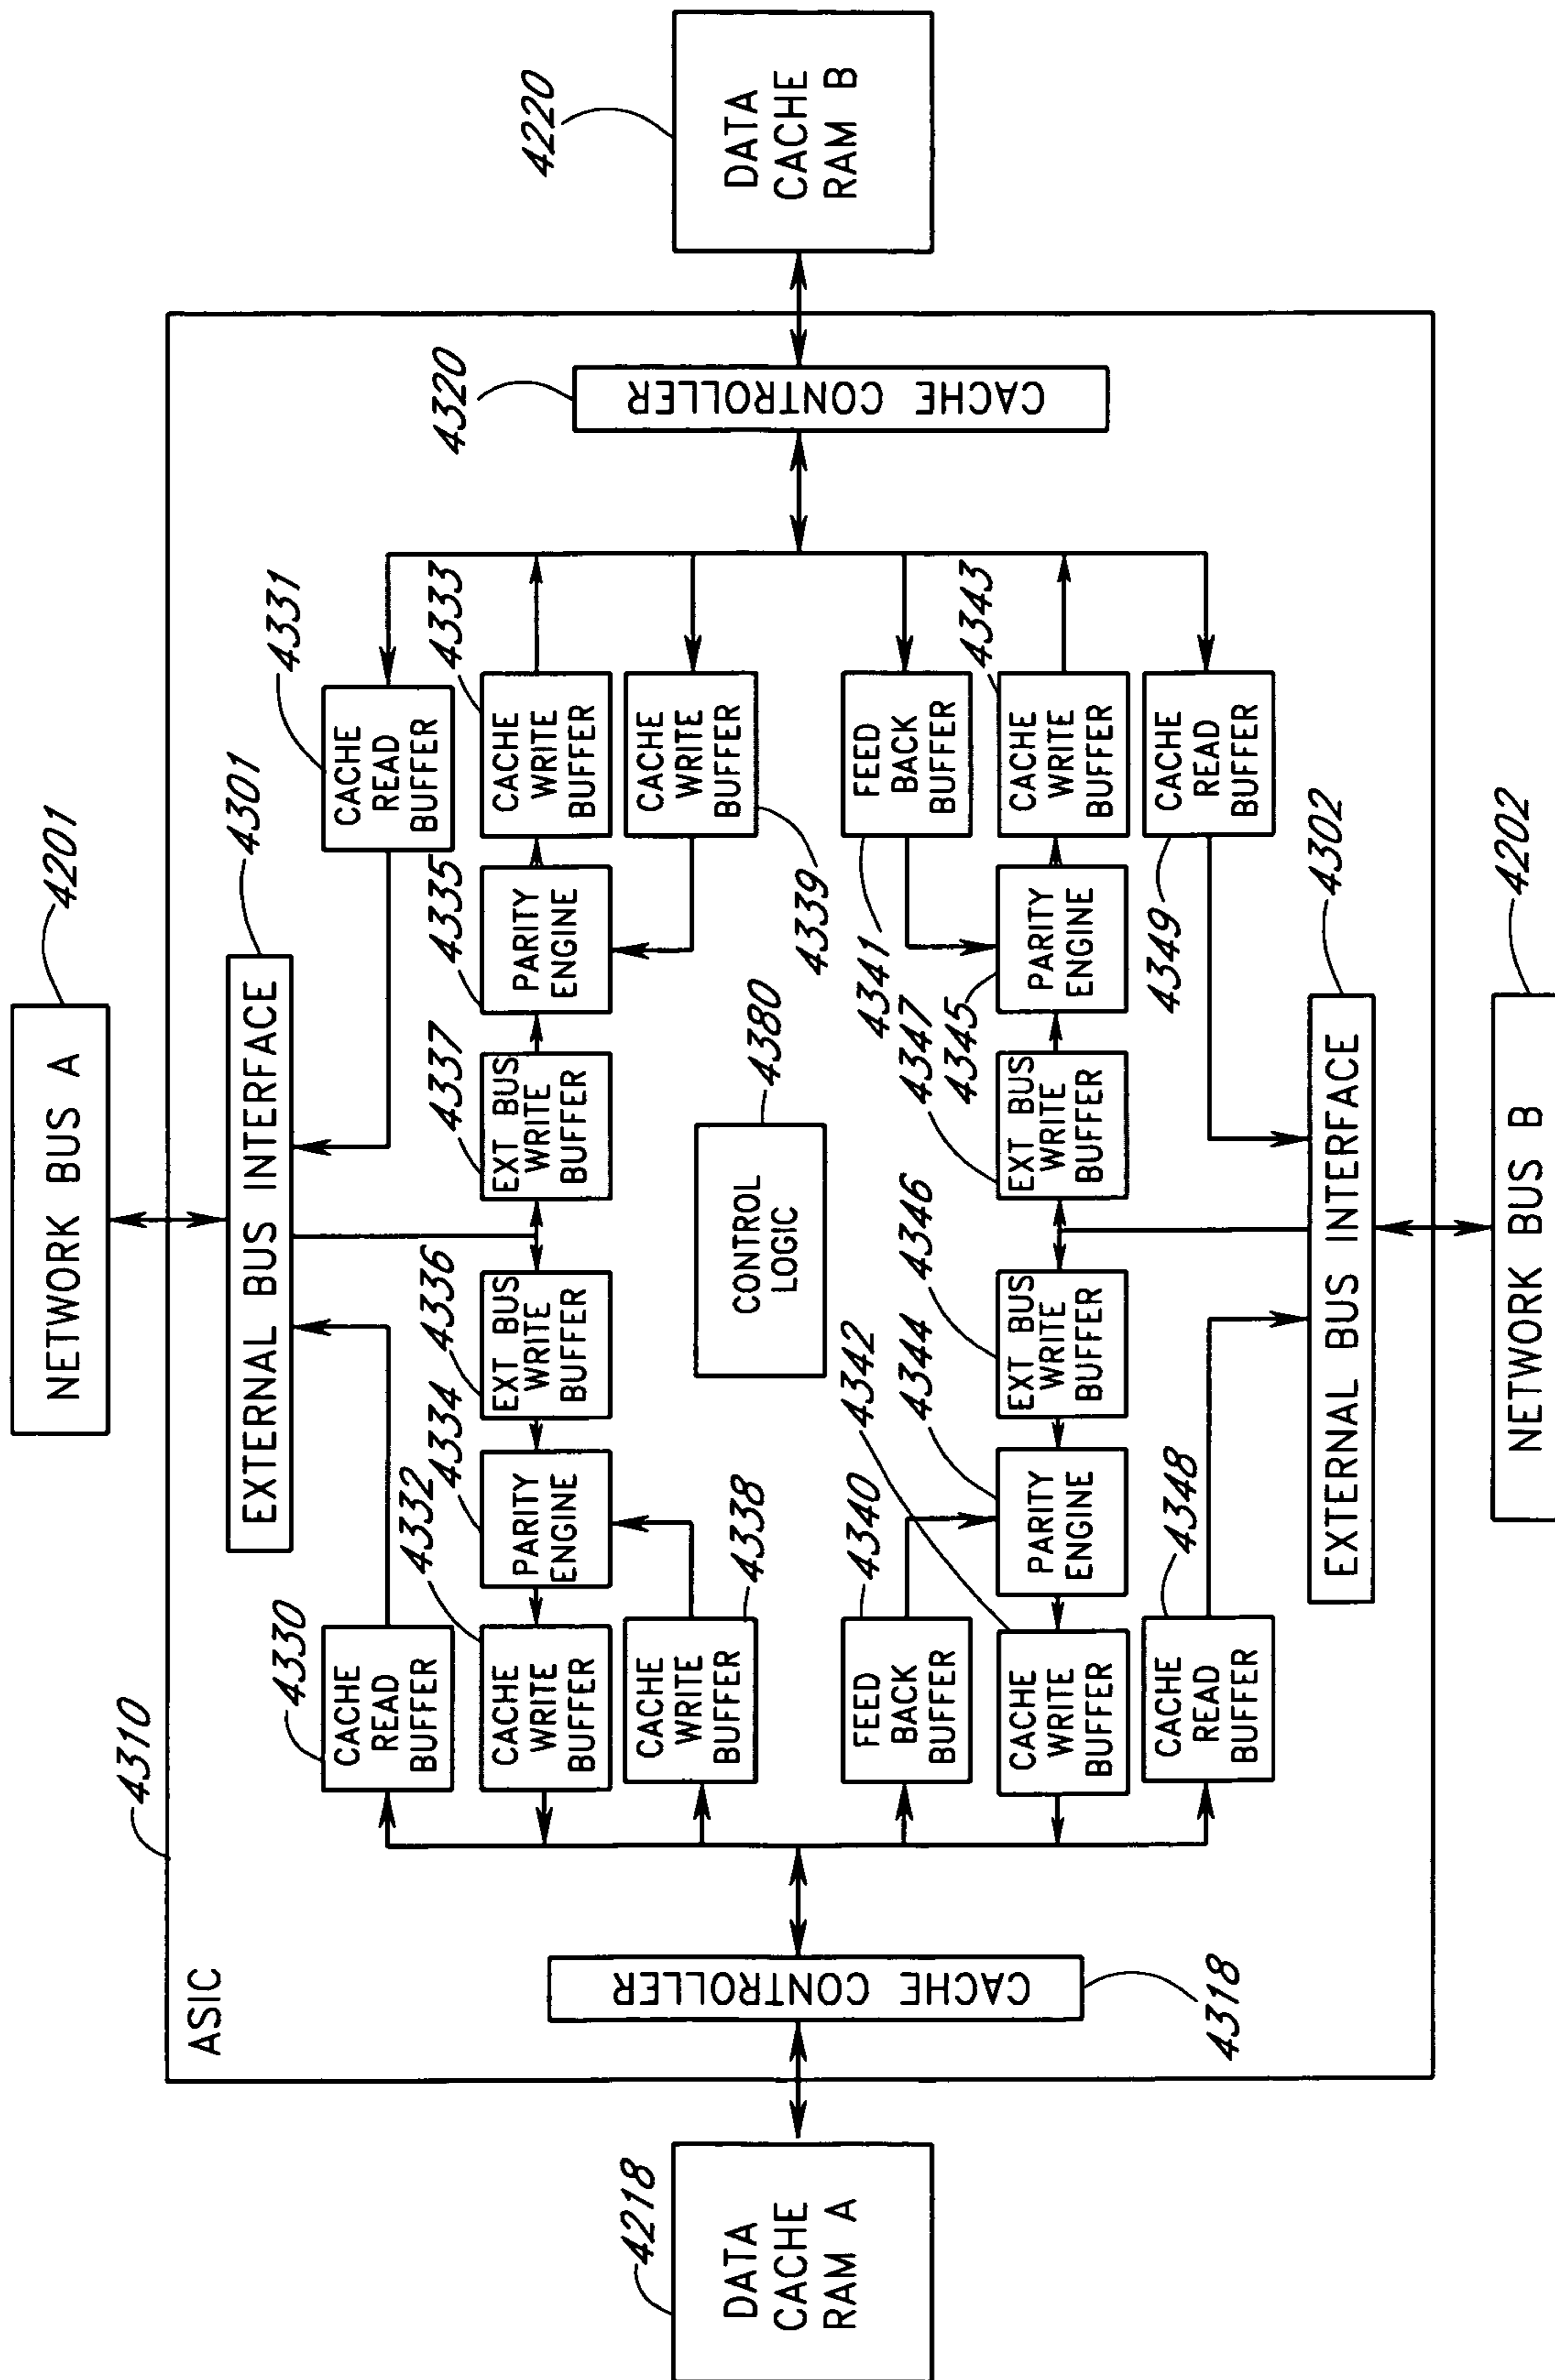 4201
NETWORK BUS A
4310
ASIC
4301
EXTERNAL BUS INTERFACE
4330
CACHE
READ
BUFFER
4331
CACHE
READ
BUFFER
4332
CACHE
WRITE
BUFFER
4334
PARITY
ENGINE
4336
EXT BUS
WRITE
BUFFER
4337
EXT BUS
WRITE
BUFFER
4335
PARITY
ENGINE
4333
CACHE
WRITE
BUFFER
4338
CACHE
WRITE
BUFFER
4339
CACHE
WRITE
BUFFER
4218
DATA
CACHE
RAM A
4318
CACHE CONTROLLER
4380
CONTROL
LOGIC
4320
CACHE CONTROLLER
4220
DATA
CACHE
RAM B
4340
FEED
BACK
BUFFER
4341
FEED
BACK
BUFFER
4342
CACHE
WRITE
BUFFER
4344
PARITY
ENGINE
4346
EXT BUS
WRITE
BUFFER
4347
EXT BUS
WRITE
BUFFER
4345
PARITY
ENGINE
4343
CACHE
WRITE
BUFFER
4348
CACHE
READ
BUFFER
4349
CACHE
READ
BUFFER
4302
EXTERNAL BUS INTERFACE
4202
NETWORK BUS B